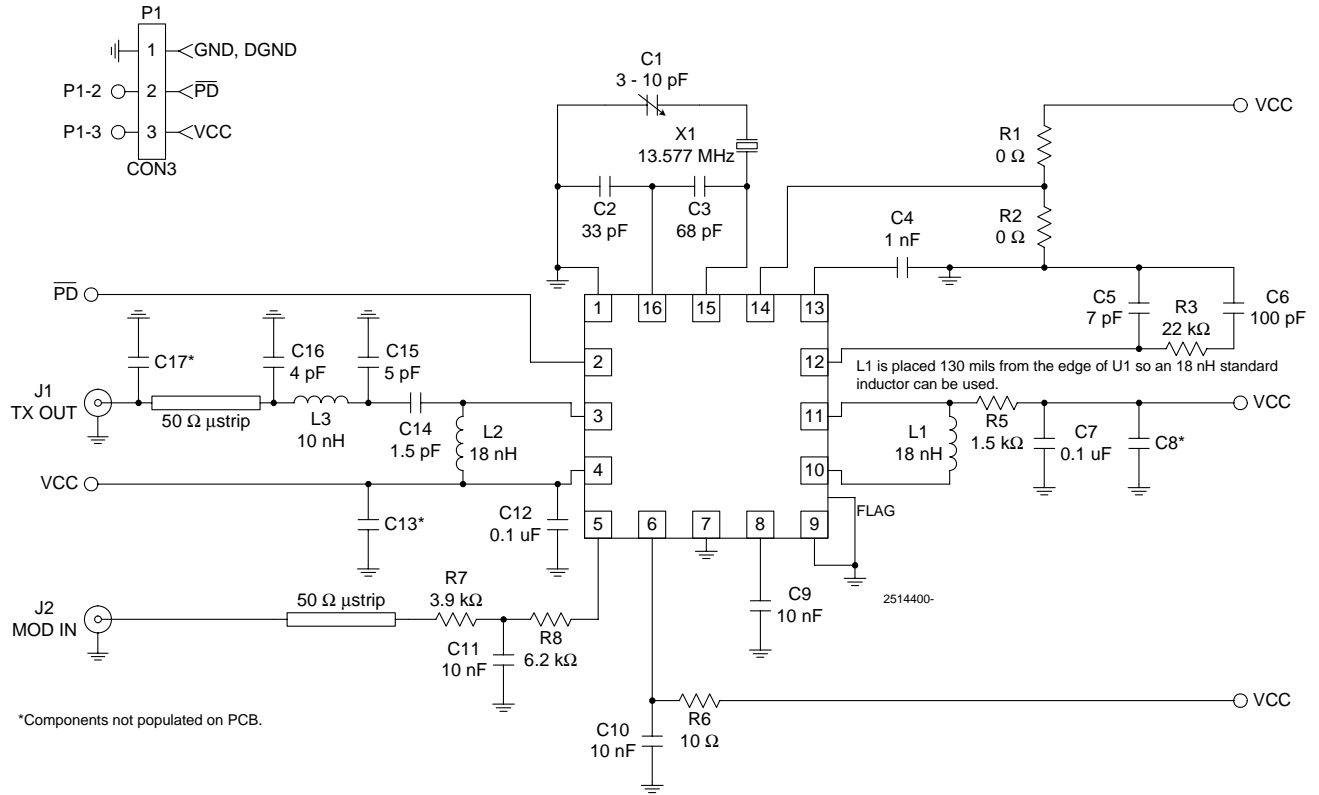 P1
1
GND, DGND
P1-2
2
PD
P1-3
3
VCC
CON3
C1
3 - 10 pF
X1
13.577 MHz
C2
33 pF
C3
68 pF
VCC
R1
0 Ω
R2
0 Ω
C4
1 nF
C5
7 pF
R3
22 kΩ
C6
100 pF
PD
1
16
15
14
13
2
12
L1 is placed 130 mils from the edge of U1 so an 18 nH standard
inductor can be used.
C17*
C16
4 pF
C15
5 pF
J1
TX OUT
50 Ω µstrip
L3
10 nH
C14
1.5 pF
L2
18 nH
3
11
L1
18 nH
R5
1.5 kΩ
C7
0.1 uF
C8*
VCC
VCC
4
10
C13*
C12
0.1 uF
5
6
7
8
9
FLAG
J2
MOD IN
50 Ω µstrip
R7
3.9 kΩ
C11
10 nF
R8
6.2 kΩ
C9
10 nF
2514400-
*Components not populated on PCB.
C10
10 nF
R6
10 Ω
VCC